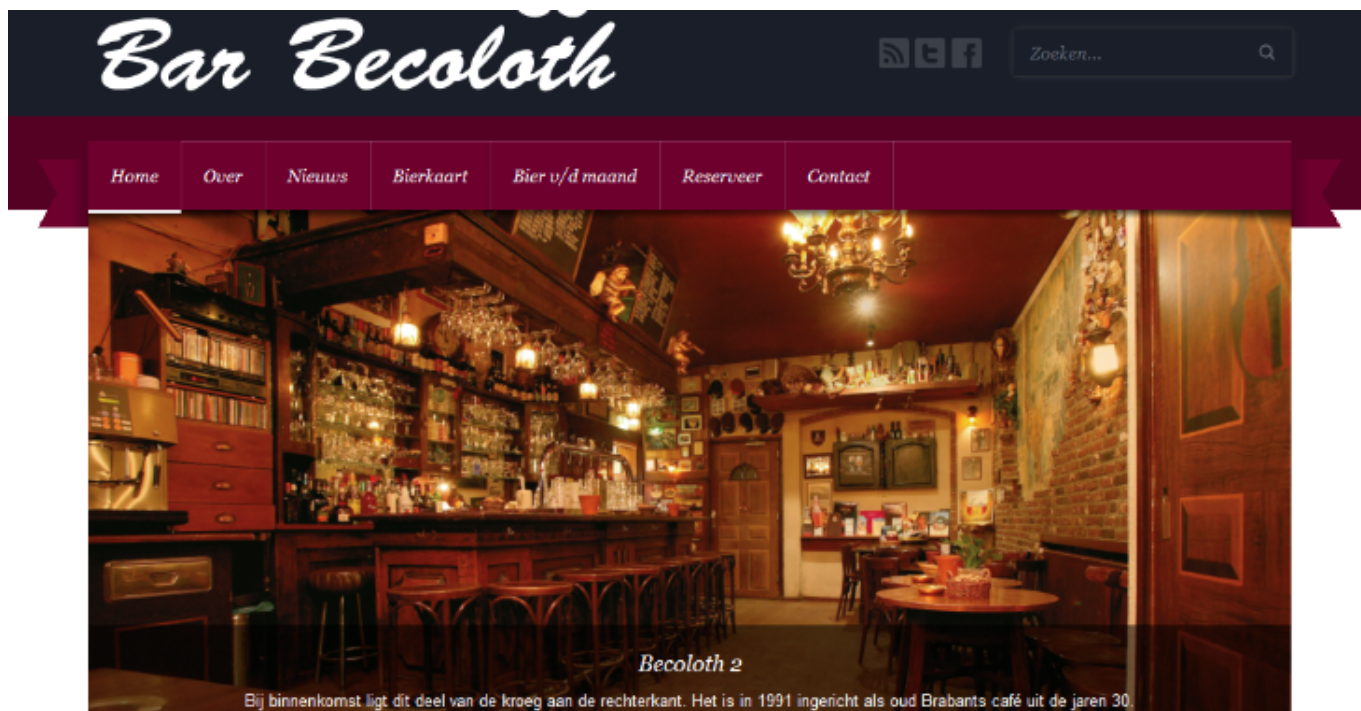 Bar Becoloth
Zoeken...
Home Over Nieuws Bierkaart Bier v/d maand Reserveer Contact
Becoloth 2
Bij binnenkomst ligt dit deel van de kroeg aan de rechterkant. Het is in 1991 ingericht als oud Brabants café uit de jaren 30.